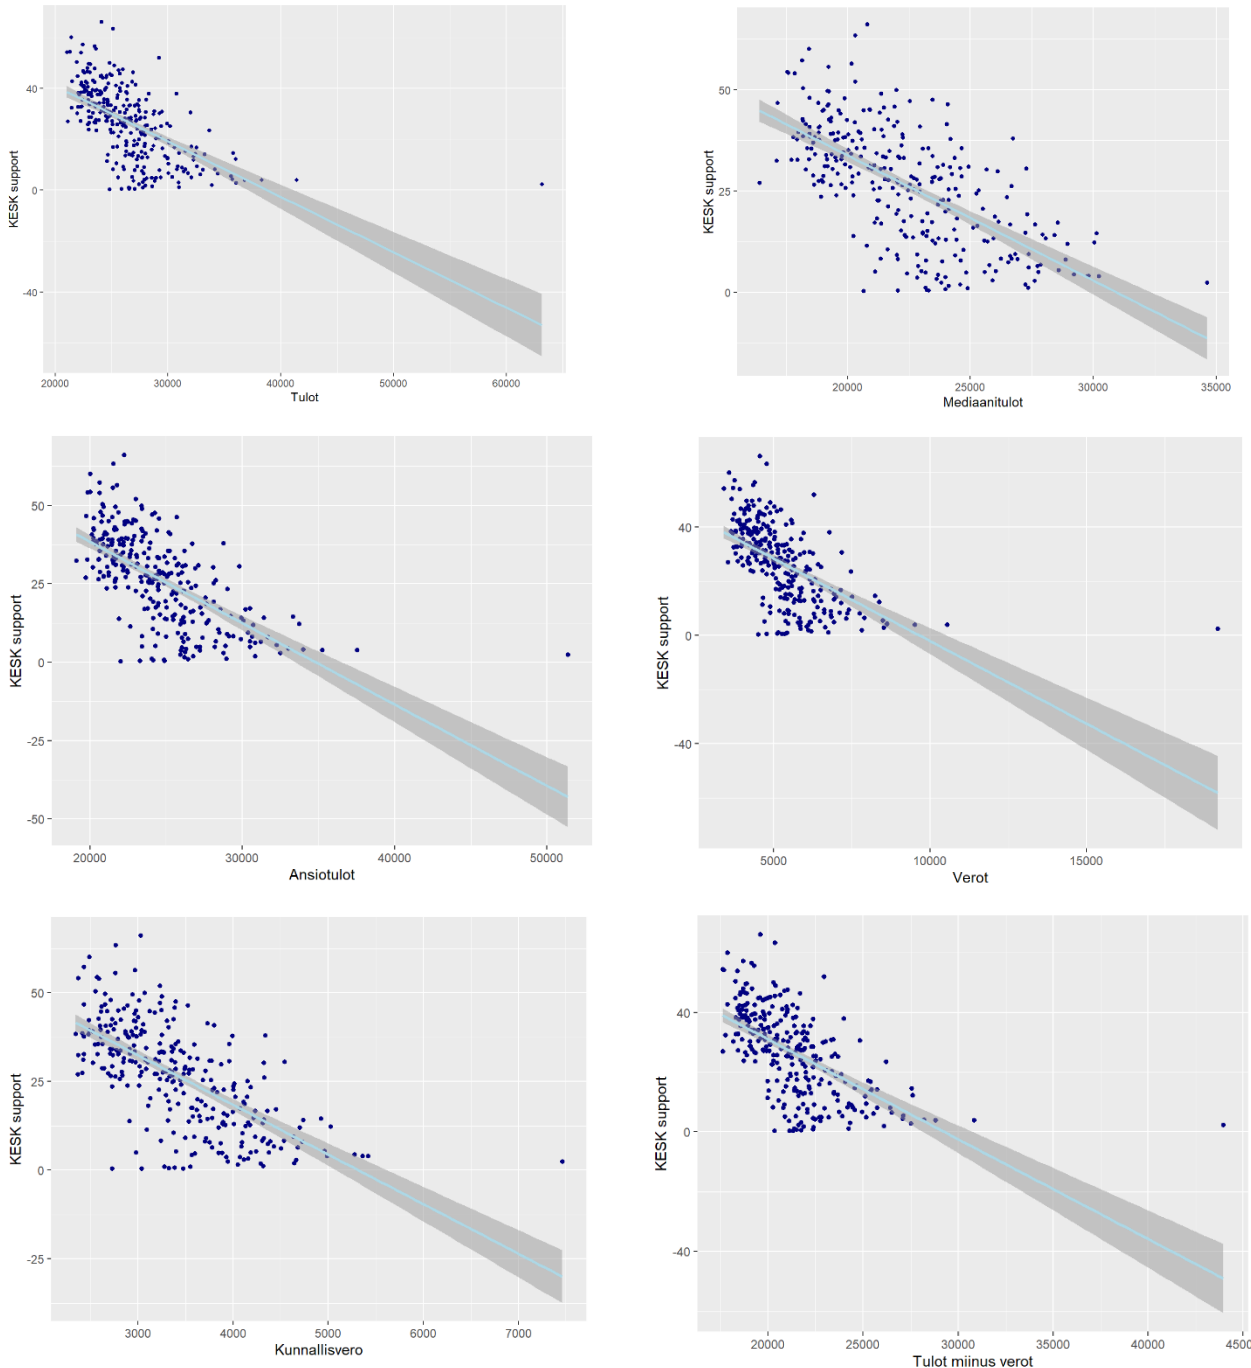 KESK support
40
0
-40
20000 30000 40000 50000 60000
Tulot
KESK support
50
25
0
20000 25000 30000 35000
Mediaanitulot
KESK support
50
25
0
-25
-50
20000 30000 40000 50000
Ansiotulot
KESK support
40
0
-40
5000 10000 15000
Verot
KESK support
50
25
0
-25
3000 4000 5000 6000 7000
Kunnallisvero
KESK support
40
0
-40
20000 25000 30000 35000 40000 4500
Tulot miinus verot